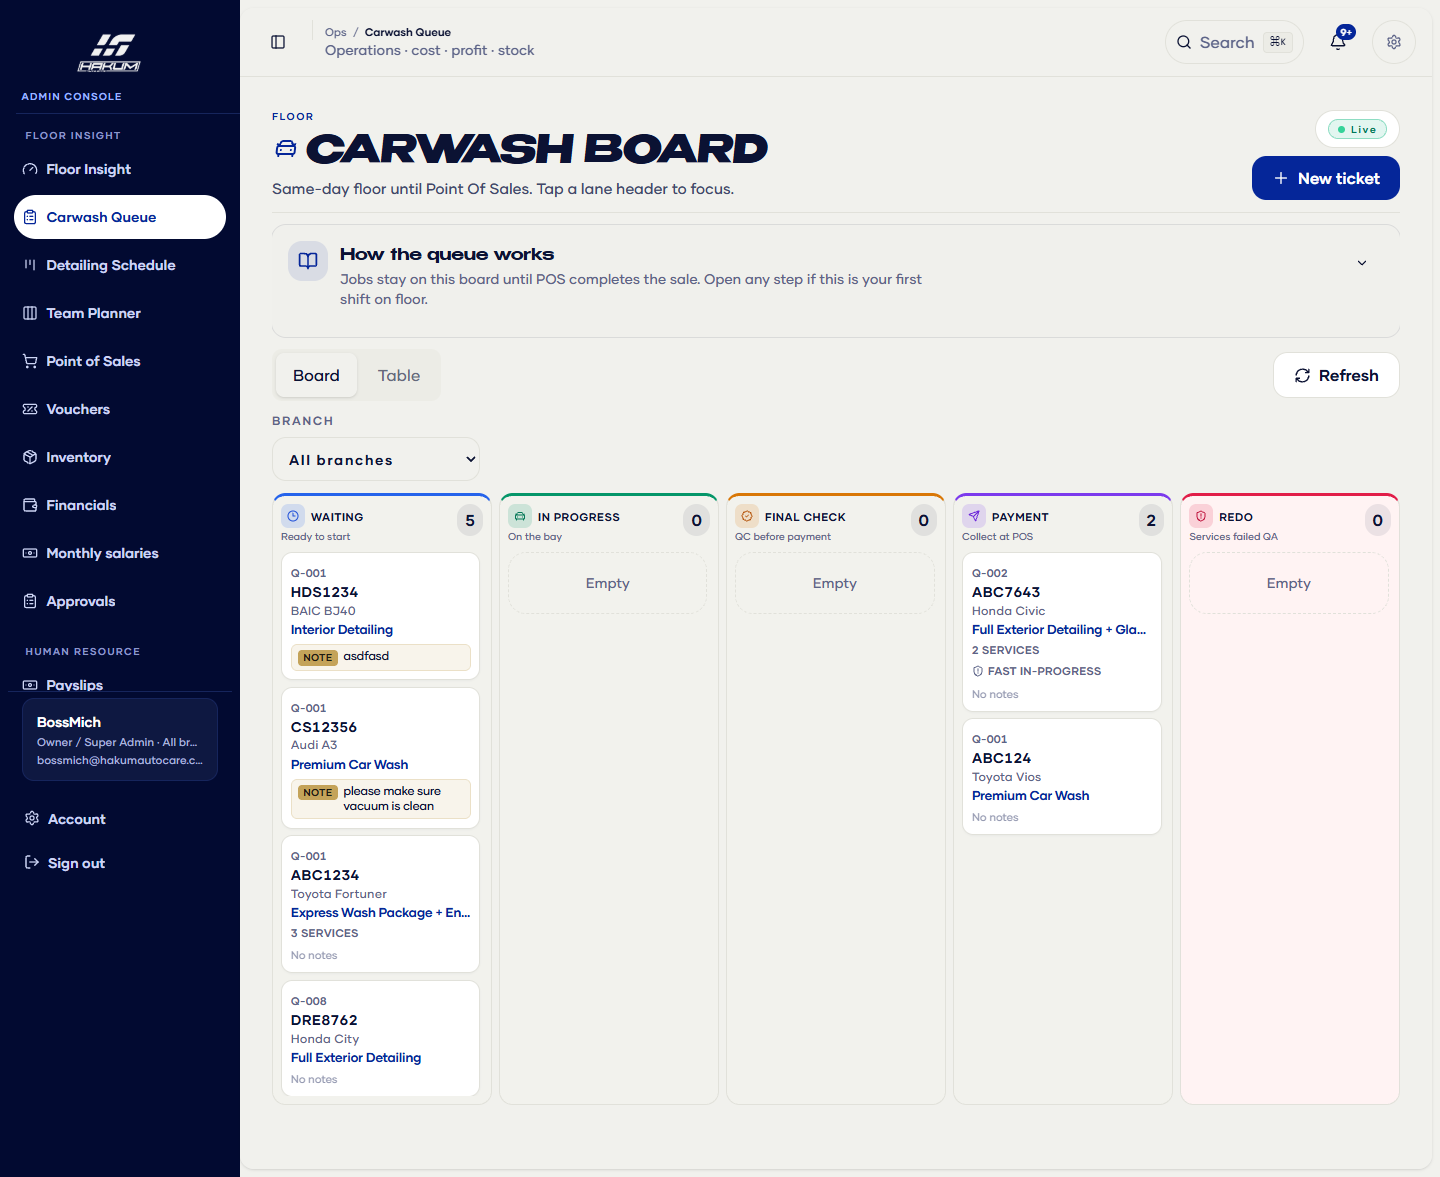 HAKUM
ADMIN CONSOLE
FLOOR INSIGHT
Floor Insight
Carwash Queue
Detailing Schedule
Team Planner
Point of Sales
Vouchers
Inventory
Financials
Monthly salaries
Approvals
HUMAN RESOURCE
Payslips
BossMich
Owner / Super Admin · All br...
bossmich@hakumautocare.c...
Account
Sign out
Ops / Carwash Queue
Operations · cost · profit · stock
Search ⌘K
9+
FLOOR
CARWASH BOARD
Same-day floor until Point Of Sales. Tap a lane header to focus.
Live
New ticket
How the queue works
Jobs stay on this board until POS completes the sale. Open any step if this is your first
shift on floor.
Board
Table
Refresh
BRANCH
All branches
WAITING
5
Ready to start
Q-001
HDS1234
BAIC BJ40
Interior Detailing
NOTE asdfasd
Q-001
CS12356
Audi A3
Premium Car Wash
NOTE please make sure
vacuum is clean
Q-001
ABC1234
Toyota Fortuner
Express Wash Package + En...
3 SERVICES
No notes
Q-008
DRE8762
Honda City
Full Exterior Detailing
No notes
IN PROGRESS
0
On the bay
Empty
FINAL CHECK
0
QC before payment
Empty
PAYMENT
2
Collect at POS
Q-002
ABC7643
Honda Civic
Full Exterior Detailing + Gla...
2 SERVICES
FAST IN-PROGRESS
No notes
Q-001
ABC124
Toyota Vios
Premium Car Wash
No notes
REDO
0
Services failed QA
Empty